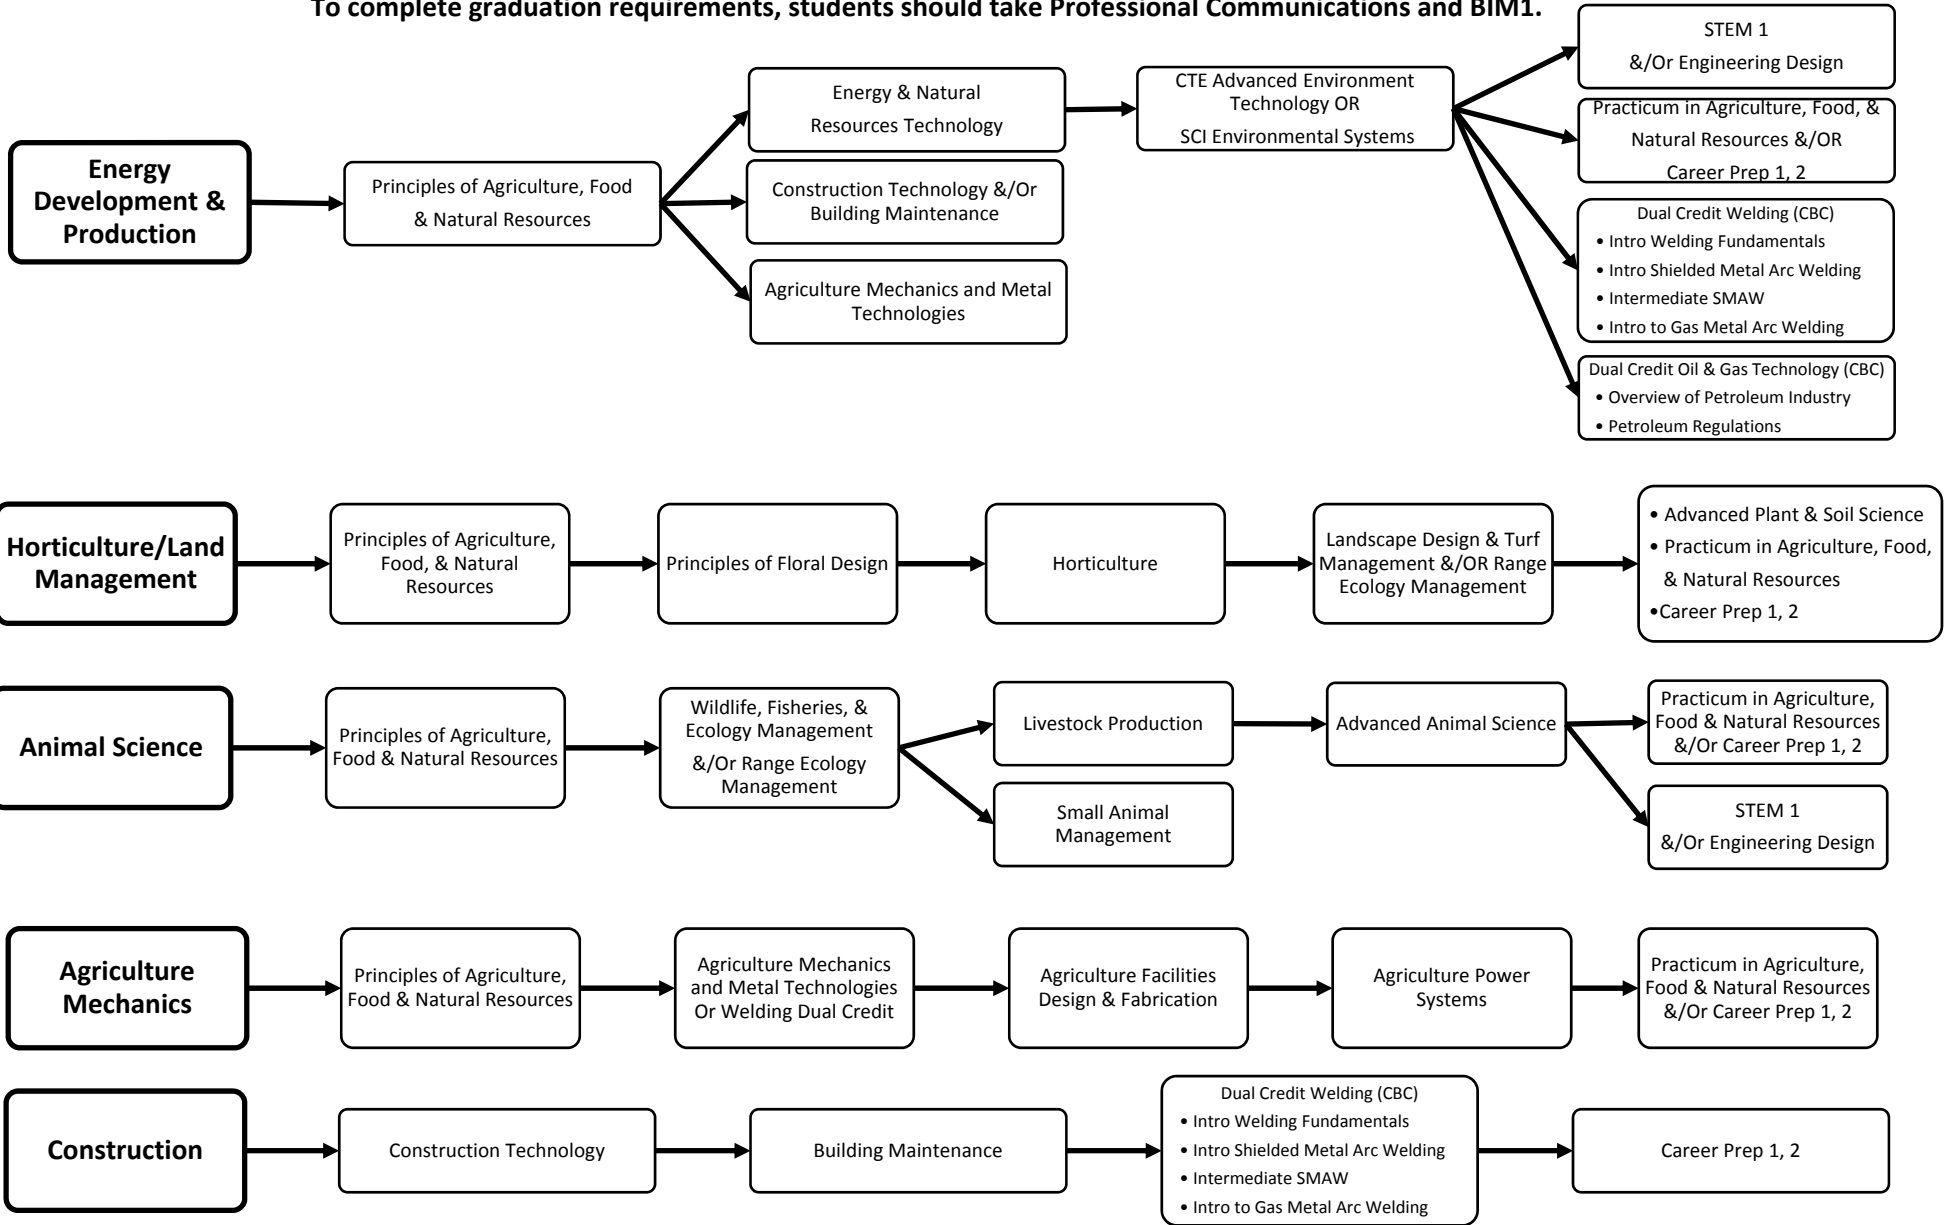 To complete graduation requirements, students should take Professional Communications and BIM1.
Energy
Development &
Production
Principles of Agriculture, Food
& Natural Resources
Energy & Natural
Resources Technology
Construction Technology &/Or
Building Maintenance
Agriculture Mechanics and Metal
Technologies
CTE Advanced Environment
Technology OR
SCI Environmental Systems
STEM 1
&/Or Engineering Design
Practicum in Agriculture, Food, &
Natural Resources &/OR
Career Prep 1, 2
Dual Credit Welding (CBC)
• Intro Welding Fundamentals
• Intro Shielded Metal Arc Welding
• Intermediate SMAW
• Intro to Gas Metal Arc Welding
Dual Credit Oil & Gas Technology (CBC)
• Overview of Petroleum Industry
• Petroleum Regulations
Horticulture/Land
Management
Principles of Agriculture,
Food, & Natural
Resources
Principles of Floral Design
Horticulture
Landscape Design & Turf
Management &/OR Range
Ecology Management
• Advanced Plant & Soil Science
• Practicum in Agriculture, Food,
& Natural Resources
•Career Prep 1, 2
Animal Science
Principles of Agriculture,
Food & Natural Resources
Wildlife, Fisheries, &
Ecology Management
&/Or Range Ecology
Management
Livestock Production
Small Animal
Management
Advanced Animal Science
Practicum in Agriculture,
Food & Natural Resources
&/Or Career Prep 1, 2
STEM 1
&/Or Engineering Design
Agriculture
Mechanics
Principles of Agriculture,
Food & Natural Resources
Agriculture Mechanics
and Metal Technologies
Or Welding Dual Credit
Agriculture Facilities
Design & Fabrication
Agriculture Power
Systems
Practicum in Agriculture,
Food & Natural Resources
&/Or Career Prep 1, 2
Construction
Construction Technology
Building Maintenance
Dual Credit Welding (CBC)
• Intro Welding Fundamentals
• Intro Shielded Metal Arc Welding
• Intermediate SMAW
• Intro to Gas Metal Arc Welding
Career Prep 1, 2